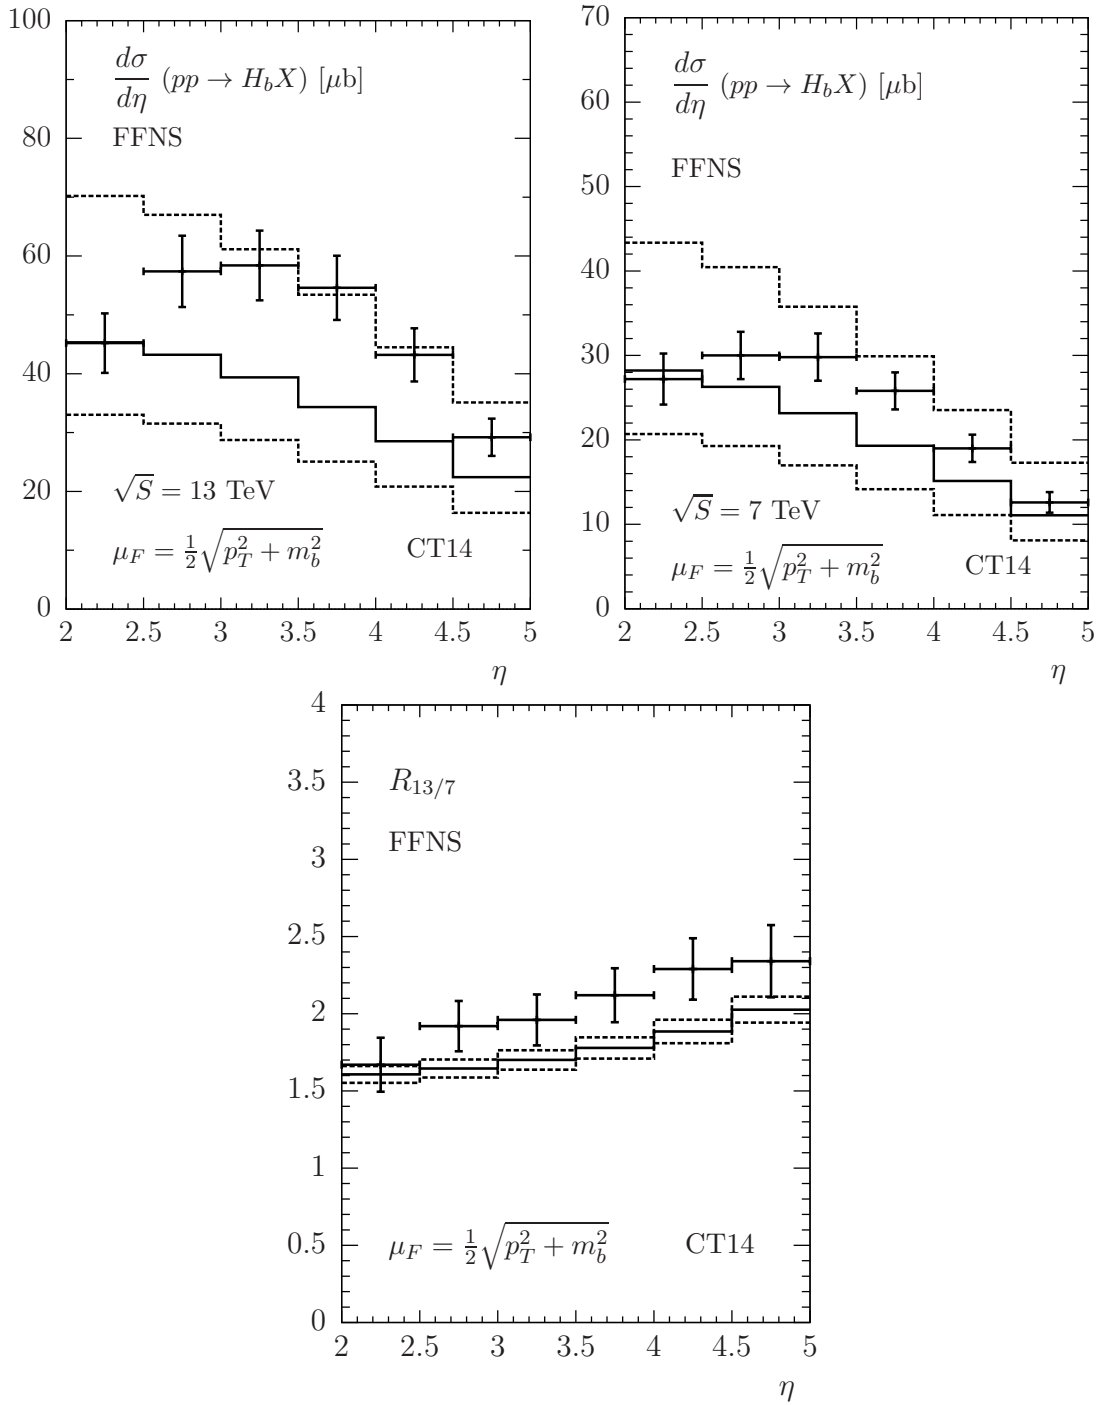 100
80
60
40
20
0
dσ/dη (pp → H_bX) [μb]
FFNS
√S = 13 TeV
μ_F = ½√(p_T² + m_b²)
CT14
2 2.5 3 3.5 4 4.5 5
η
70
60
50
40
30
20
10
0
dσ/dη (pp → H_bX) [μb]
FFNS
√S = 7 TeV
μ_F = ½√(p_T² + m_b²)
CT14
2 2.5 3 3.5 4 4.5 5
η
4
3.5
3
2.5
2
1.5
1
0.5
0
R_13/7
FFNS
μ_F = ½√(p_T² + m_b²) CT14
2 2.5 3 3.5 4 4.5 5
η